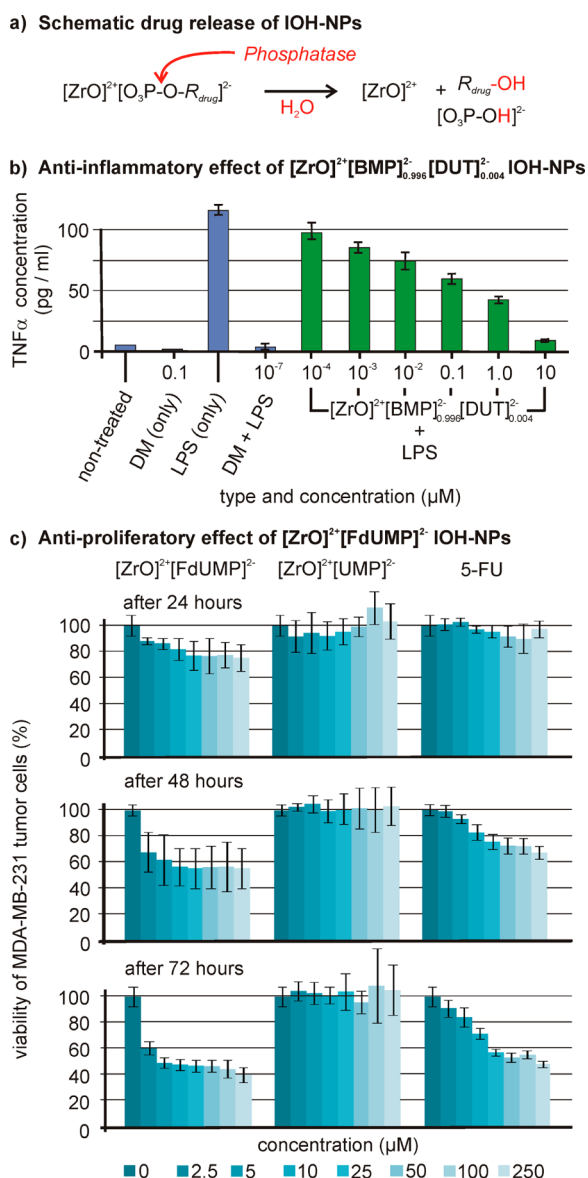 a) Schematic drug release of IOH-NPs
Phosphatase
[ZrO]²⁺[O₃P-O-R_drug]²⁻ [ZrO]²⁺ + R_drug-OH
H₂O [O₃P-OH]²⁻
b) Anti-inflammatory effect of [ZrO]²⁺[BMP]²⁻₀.₉₉₆[DUT]²⁻₀.₀₀₄ IOH-NPs
TNFα concentration
(pg / ml)
100
50
0
0.1 10⁻⁷ 10⁻⁴ 10⁻³ 10⁻² 0.1 1.0 10
non-treated
DM (only)
LPS (only)
DM + LPS
[ZrO]²⁺[BMP]²⁻₀.₉₉₆[DUT]²⁻₀.₀₀₄
+
LPS
type and concentration (µM)
c) Anti-proliferatory effect of [ZrO]²⁺[FdUMP]²⁻ IOH-NPs
[ZrO]²⁺[FdUMP]²⁻ [ZrO]²⁺[UMP]²⁻ 5-FU
viability of MDA-MB-231 tumor cells (%)
after 24 hours
100
80
60
40
20
0
after 48 hours
100
80
60
40
20
0
after 72 hours
100
80
60
40
20
0
concentration (µM)
0 2.5 5 10 25 50 100 250